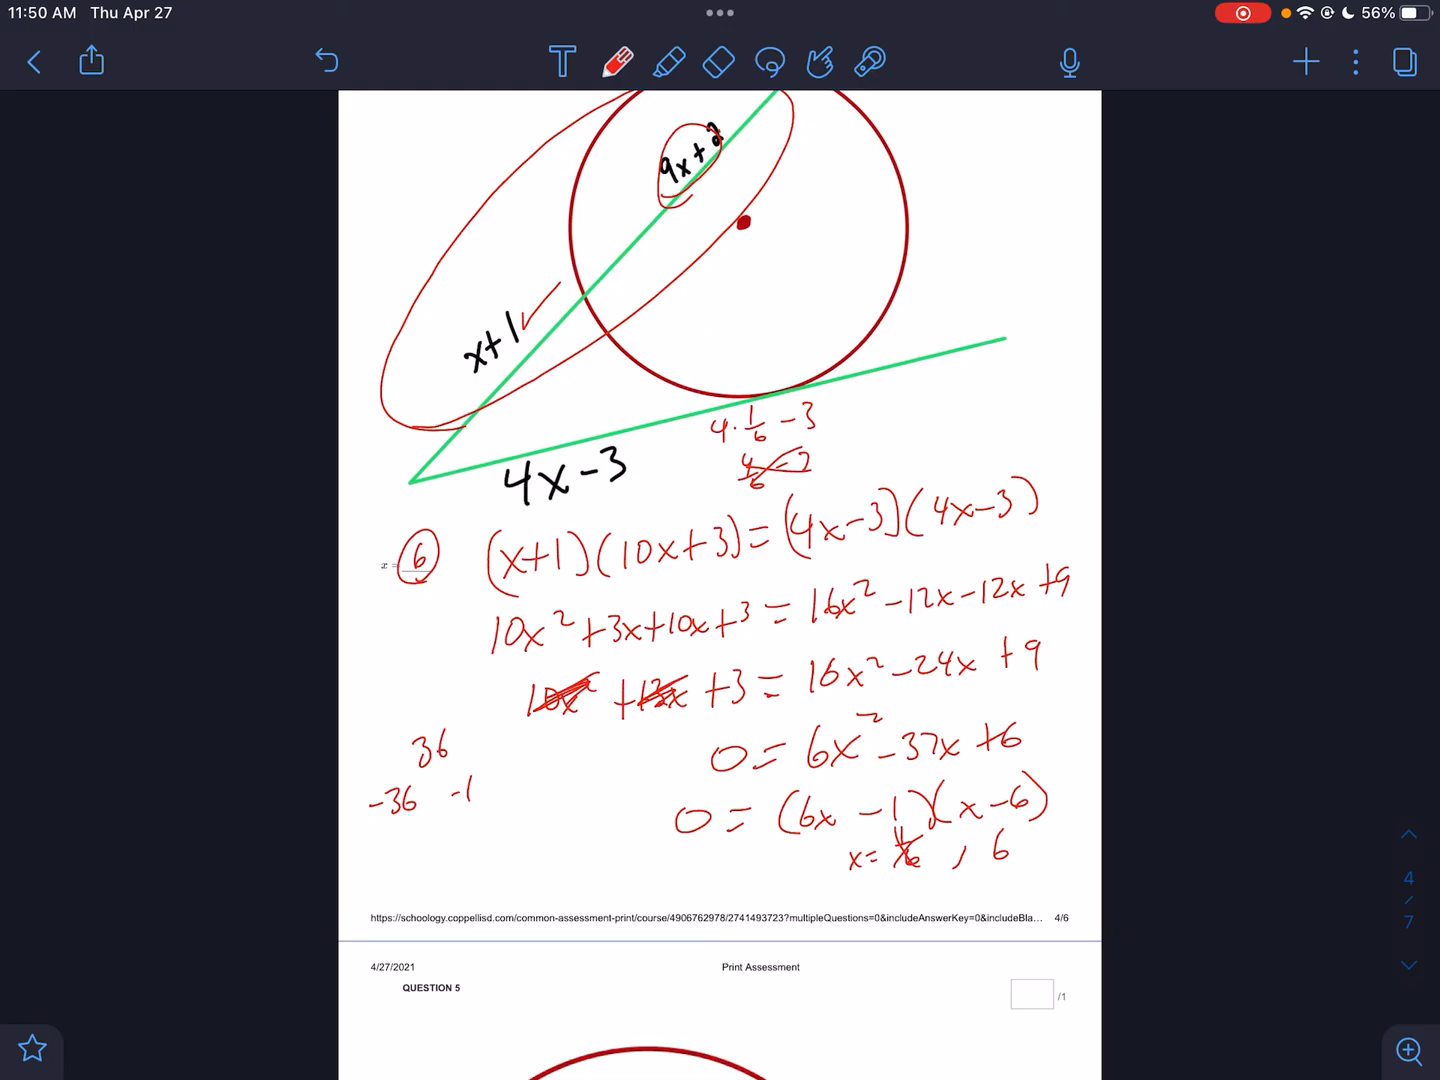 11:50 AM Thu Apr 27
56%
9x+2
x+1
4·1/6 -3
4/6 -3
4x-3
x = 6
(x+1)(10x+3)=(4x-3)(4x-3)
10x² +3x+10x+3 = 16x² -12x-12x +9
10x² +13x +3 = 16x² -24x +9
36
0 = 6x² -37x +6
-36 -1
0 = (6x -1)(x-6)
x= 1/6 , 6
https://schoology.coppellisd.com/common-assessment-print/course/4906762978/2741493723?multipleQuestions=0&includeAnswerKey=0&includeBla... 4/6
4/27/2021 Print Assessment
QUESTION 5
/1
4
/
7